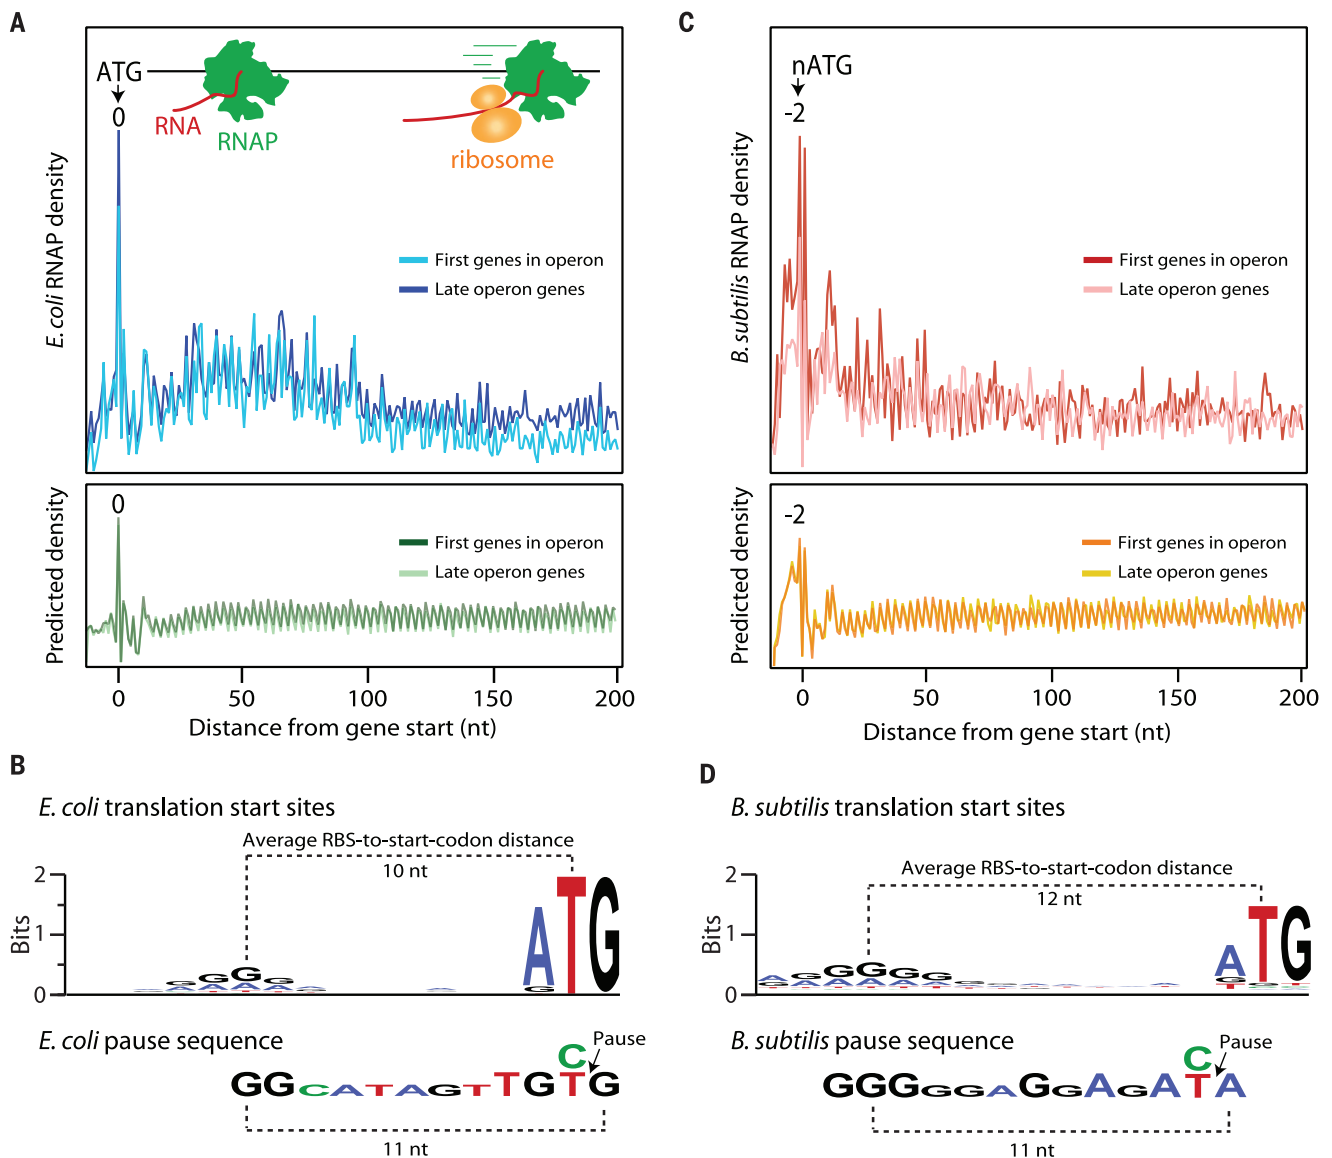 A
ATG
0
RNA
RNAP
ribosome
E. coli RNAP density
First genes in operon
Late operon genes
Predicted density
0
First genes in operon
Late operon genes
0 50 100 150 200
Distance from gene start (nt)
C
nATG
-2
B. subtilis RNAP density
First genes in operon
Late operon genes
Predicted density
-2
First genes in operon
Late operon genes
0 50 100 150 200
Distance from gene start (nt)
B
E. coli translation start sites
Average RBS-to-start-codon distance
10 nt
Bits
2
1
0
ATG
E. coli pause sequence
Pause
C
GGCATAGTTGTG
11 nt
D
B. subtilis translation start sites
Average RBS-to-start-codon distance
12 nt
Bits
2
1
0
ATG
B. subtilis pause sequence
Pause
C
GGGGGAGGAGATA
11 nt